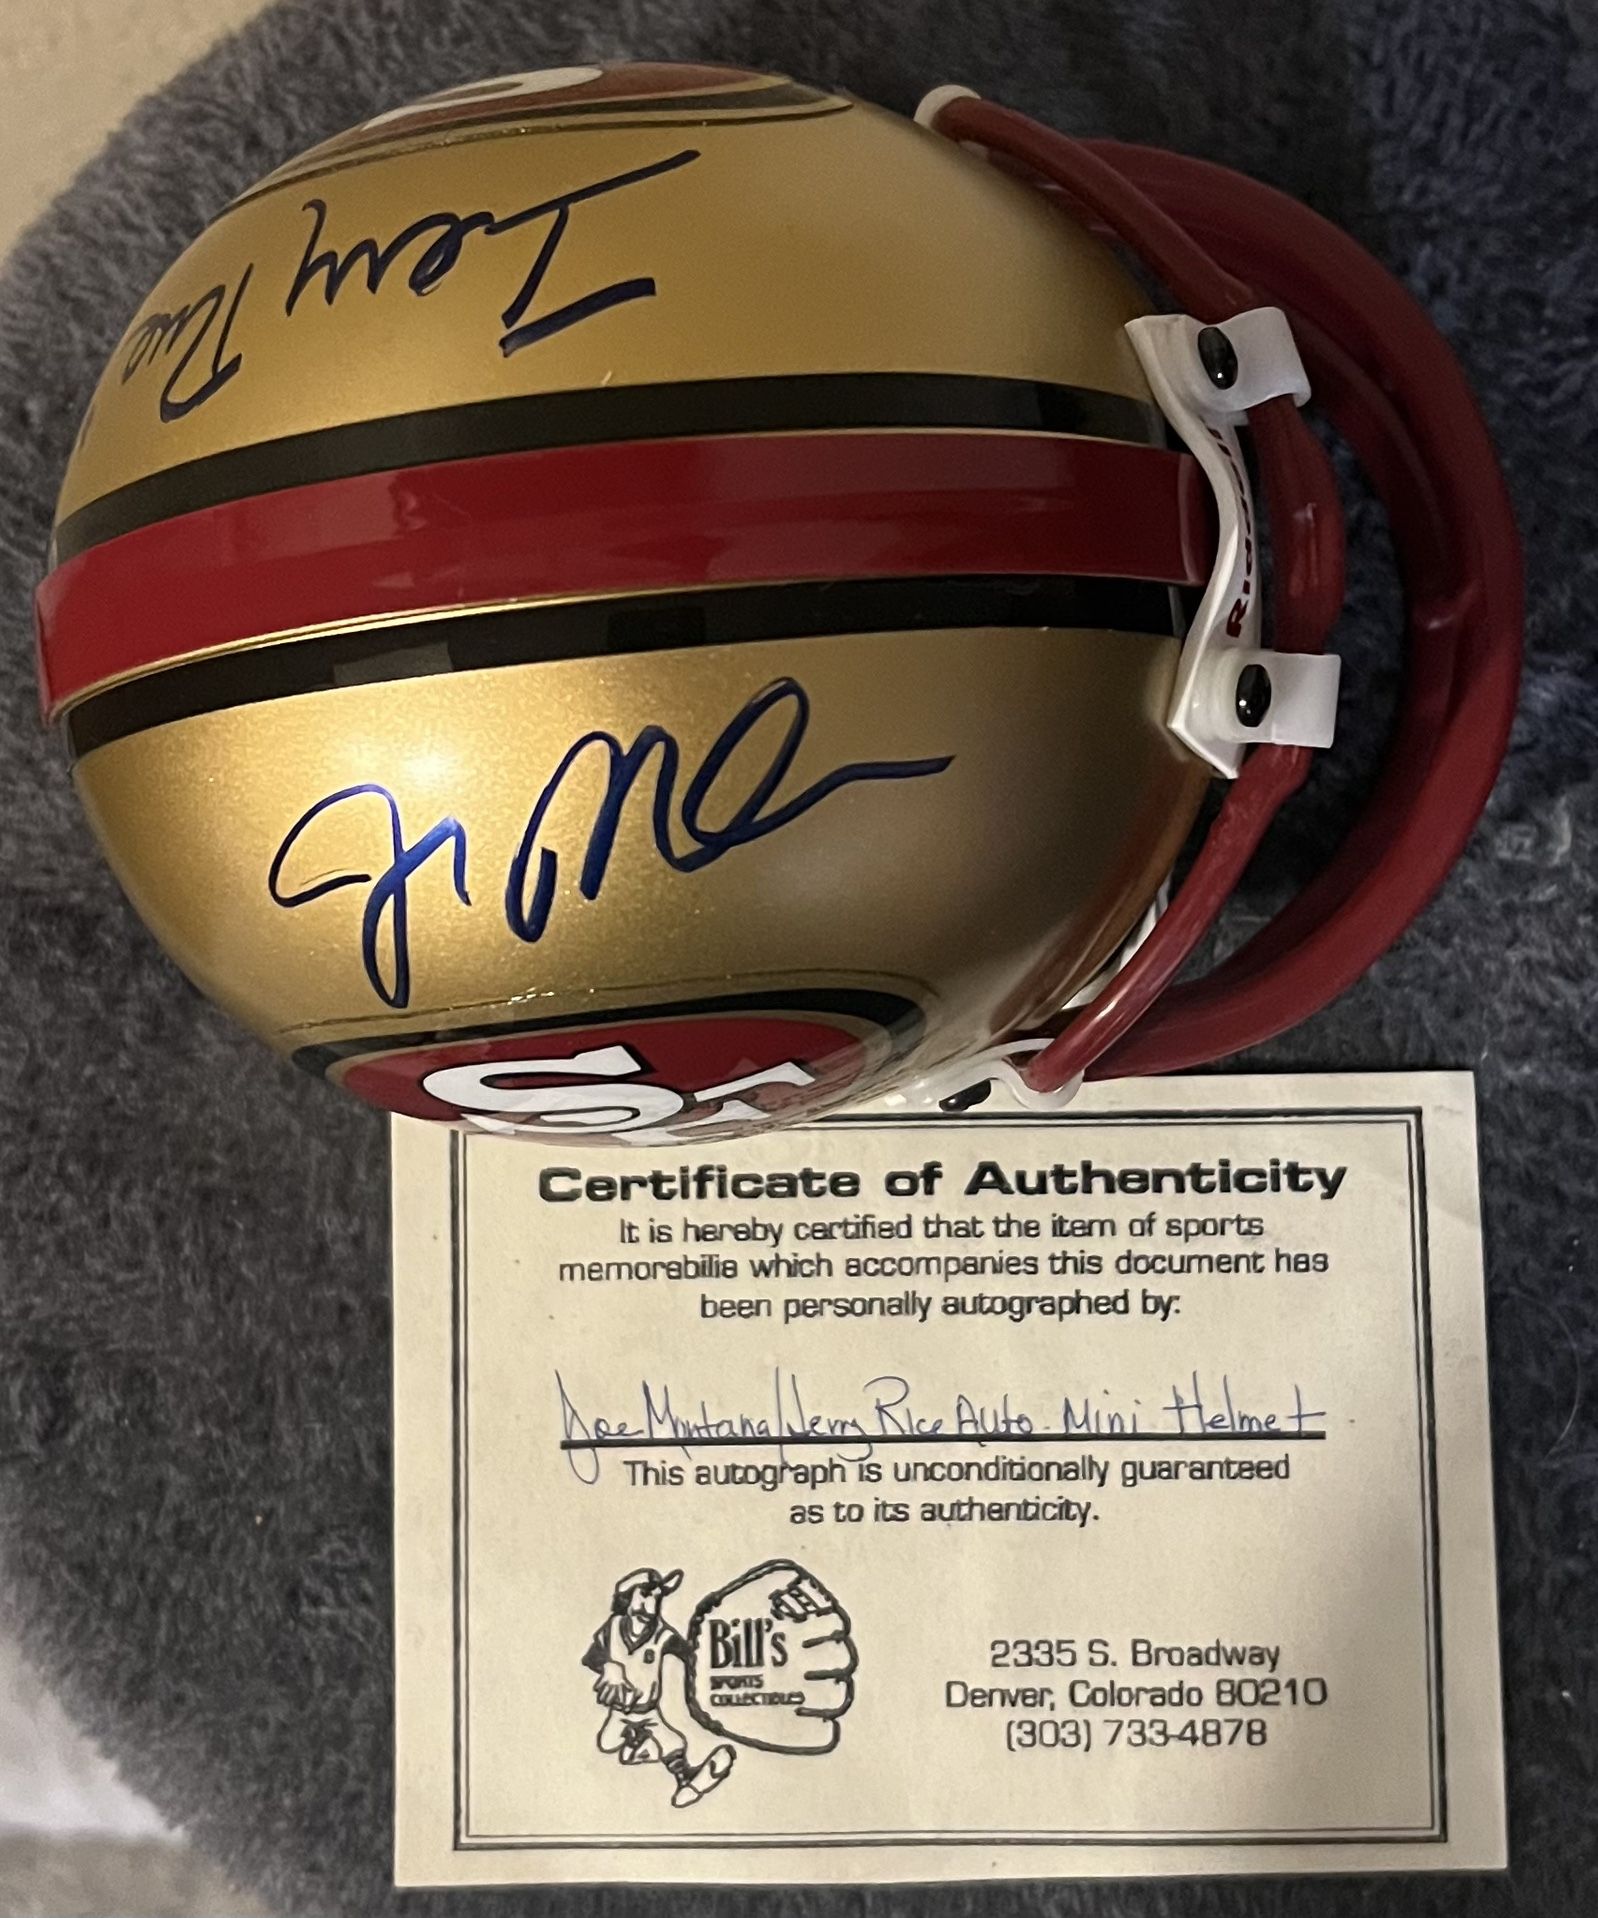 Jerry Rice
Riddell
SF
Certificate of Authenticity
It is hereby certified that the item of sports
memorabilia which accompanies this document has
been personally autographed by:
Joe Montana/Jerry Rice Auto-Mini Helmet
This autograph is unconditionally guaranteed
as to its authenticity.
Bill's
SPORTS
COLLECTIBLES
2335 S. Broadway
Denver, Colorado 80210
(303) 733-4878